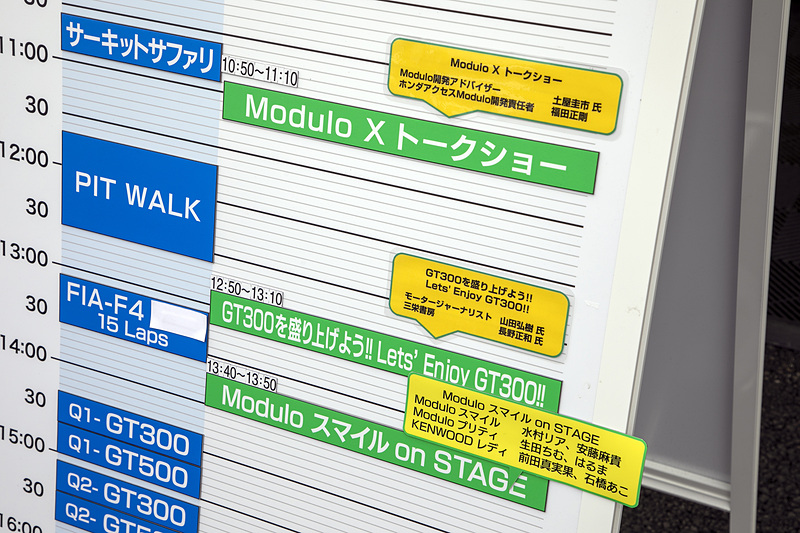 サーキットサファリ
11:00
30
12:00
30
13:00
30
14:00
30
15:00
30
16:00
PIT WALK
FIA-F4
15 Laps
Q1- GT300
Q1- GT500
Q2- GT300
Q2- GT500
10:50~11:10
Modulo X トークショー
Modulo X トークショー
Modulo開発アドバイザー 土屋圭市 氏
ホンダアクセスModulo開発責任者 福田正剛
12:50~13:10
GT300を盛り上げよう!! Lets' Enjoy GT300!!
GT300を盛り上げよう!!
Lets' Enjoy GT300!!
モータージャーナリスト 山田弘樹 氏
三栄書房 長野正和 氏
13:40~13:50
Modulo スマイル on STAGE
Modulo スマイル on STAGE
Modulo スマイル 水村リア、安藤麻貴
Modulo プリティ 生田ちむ、はるま
KENWOOD レディ 前田真実果、石橋あこ